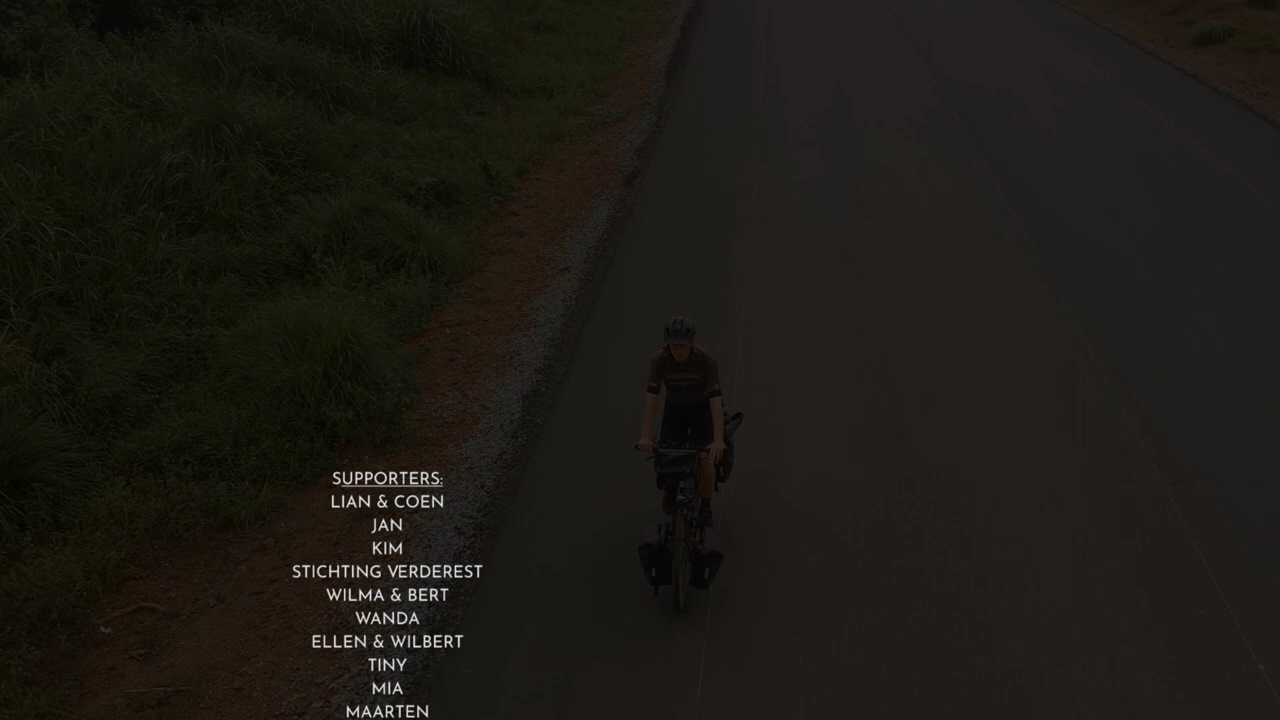 SUPPORTERS:
LIAN & COEN
JAN
KIM
STICHTING VERDEREST
WILMA & BERT
WANDA
ELLEN & WILBERT
TINY
MIA
MAARTEN